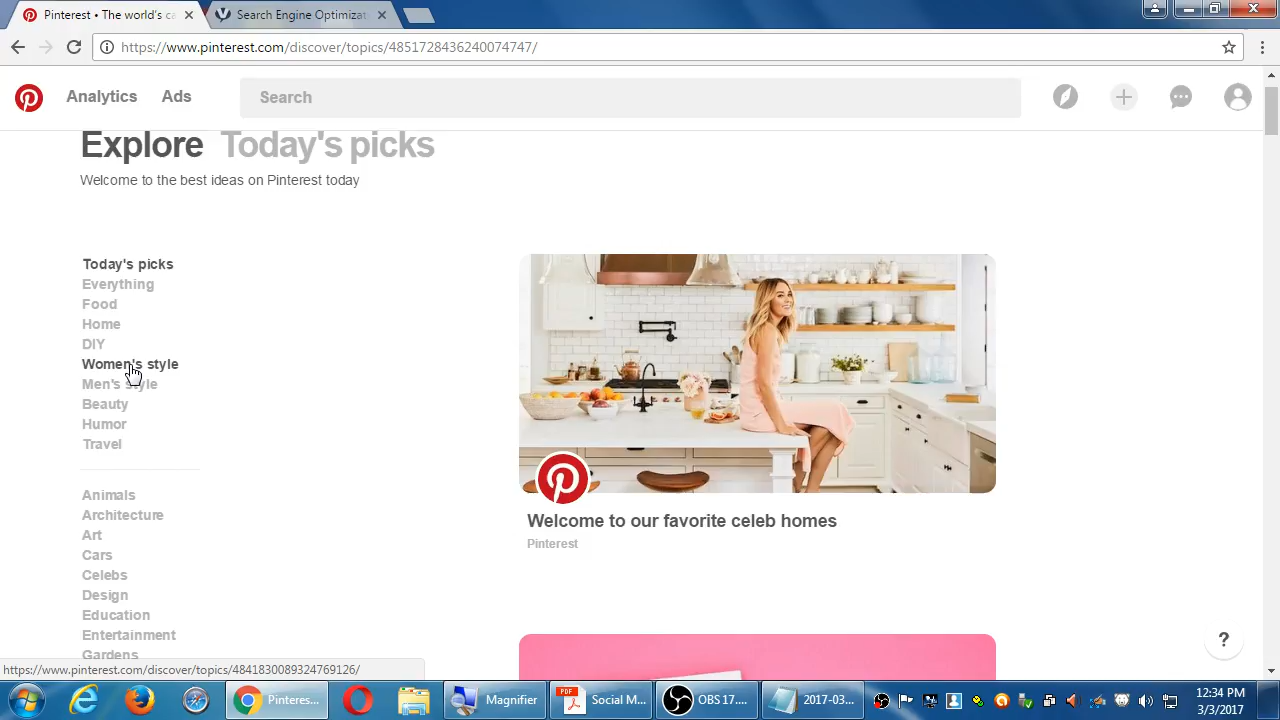 Pinterest • The world's ca
Search Engine Optimizat
https://www.pinterest.com/discover/topics/4851728436240074747/
Analytics
Ads
Search
Explore
Today's picks
Welcome to the best ideas on Pinterest today
Today's picks
Everything
Food
Home
DIY
Women's style
Men's style
Beauty
Humor
Travel
Animals
Architecture
Art
Cars
Celebs
Design
Education
Entertainment
Gardens
Welcome to our favorite celeb homes
Pinterest
?
https://www.pinterest.com/discover/topics/4841830089324769126/
Pinteres...
Magnifier
PDF
Social M...
OBS 17....
2017-03...
12:34 PM
3/3/2017